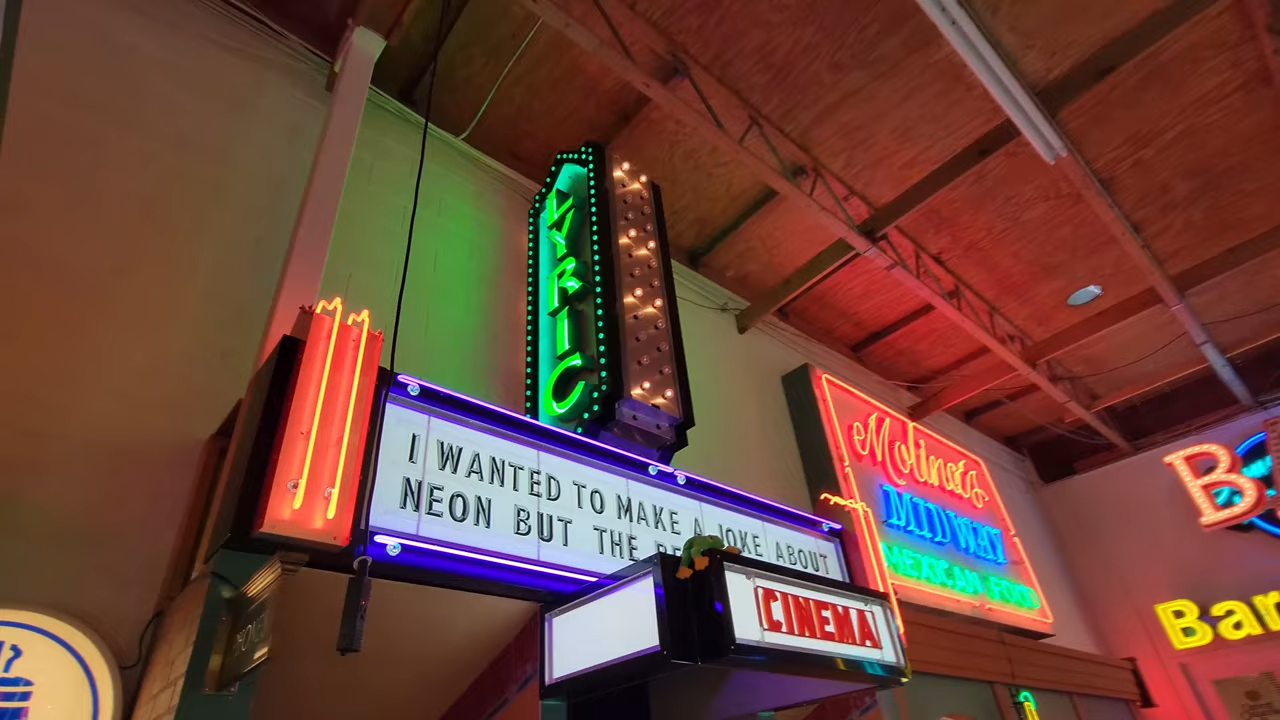 LYRIC
I WANTED TO MAKE A JOKE ABOUT
NEON BUT THE
CINEMA
Molina's
MIDWAY
MEXICAN FOOD
B
Bar